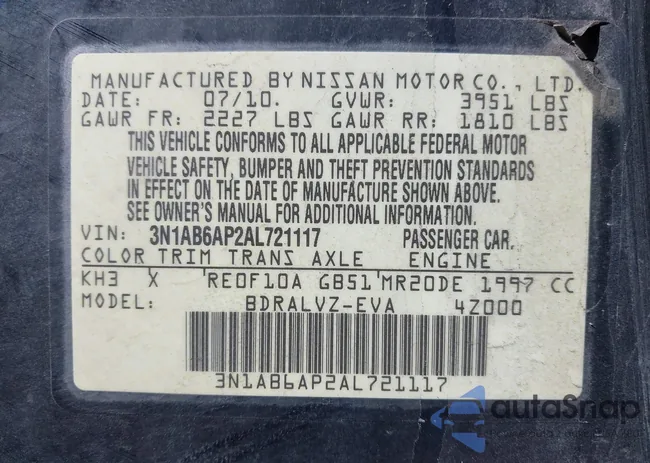 MANUFACTURED BY NISSAN MOTOR CO., LTD.
DATE: 07/10. GVWR: 3951 LBS
GAWR FR: 2227 LBS GAWR RR: 1810 LBS
THIS VEHICLE CONFORMS TO ALL APPLICABLE FEDERAL MOTOR
VEHICLE SAFETY, BUMPER AND THEFT PREVENTION STANDARDS
IN EFFECT ON THE DATE OF MANUFACTURE SHOWN ABOVE.
SEE OWNER'S MANUAL FOR ADDITIONAL INFORMATION.
VIN: 3N1AB6AP2AL721117 PASSENGER CAR.
COLOR TRIM TRANS AXLE ENGINE
KH3 X RE0F10A GB51 MR20DE 1997 CC
MODEL: BDRALVZ-EVA 4Z000
3N1AB6AP2AL721117
autoSnap